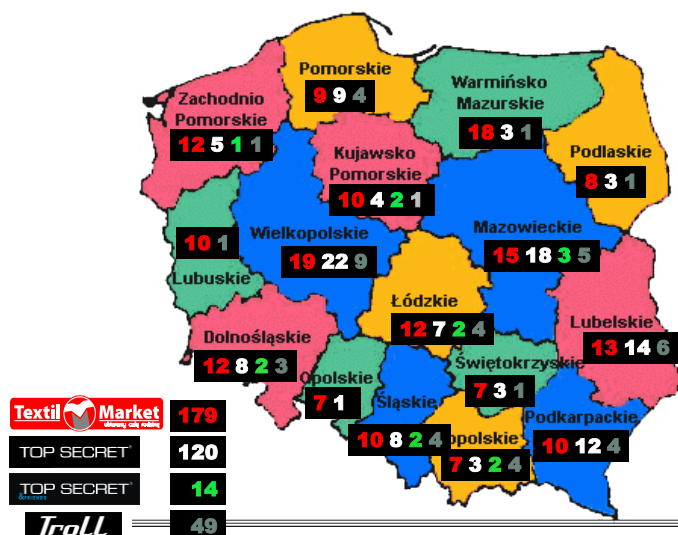 Pomorskie
9 9 4
Warmińsko
Mazurskie
18 3 1
Zachodnio
Pomorskie
12 5 1 1
Kujawsko
Pomorskie
10 4 2 1
Podlaskie
8 3 1
10 1
Lubuskie
Wielkopolskie
19 22 9
Mazowieckie
15 18 3 5
Łódzkie
12 7 2 4
Lubelskie
13 14 6
Dolnośląskie
12 8 2 3
Opolskie
7 1
Śląskie
10 8 2 4
Świętokrzyskie
7 3 1
opolskie
7 3 2 4
Podkarpackie
10 12 4
Textil Market
ubieramy całą rodzinę
179
TOP SECRET
120
TOP SECRET
&FRIENDS
14
Troll
49